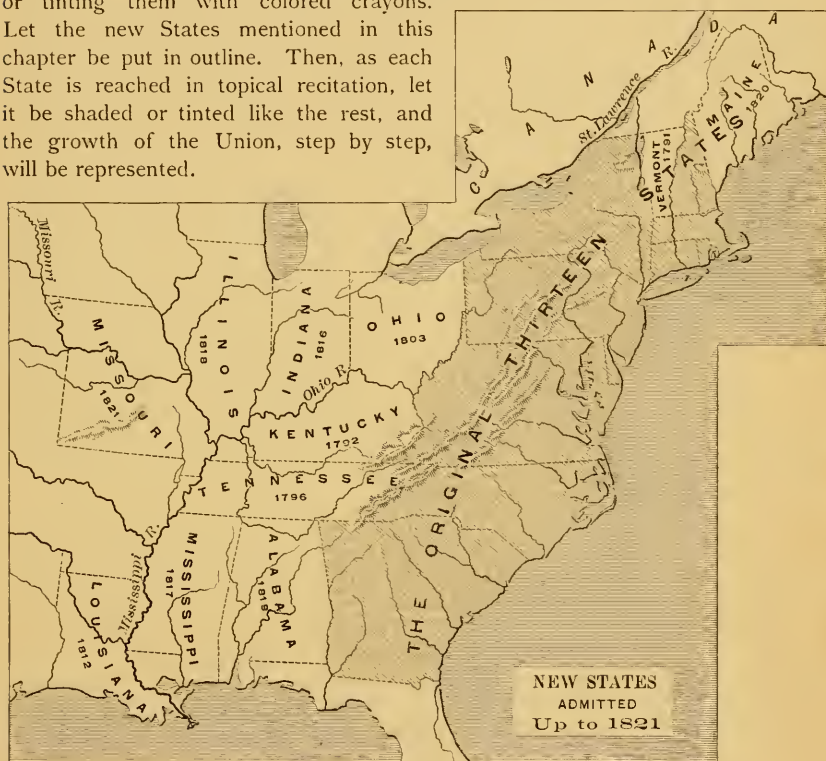 or tinting them with colored crayons.
Let the new States mentioned in this
chapter be put in outline. Then, as each
State is reached in topical recitation, let
it be shaded or tinted like the rest, and
the growth of the Union, step by step,
will be represented.
CANADA
St. Lawrence R.
MAINE
1820
VERMONT
1791
THE ORIGINAL THIRTEEN STATES
Missouri R.
MISSOURI
1821
ILLINOIS
1818
INDIANA
1816
OHIO
1803
Ohio R.
KENTUCKY
1792
TENNESSEE
1796
Mississippi R.
MISSISSIPPI
1817
ALABAMA
1819
LOUISIANA
1812
NEW STATES
ADMITTED
Up to 1821